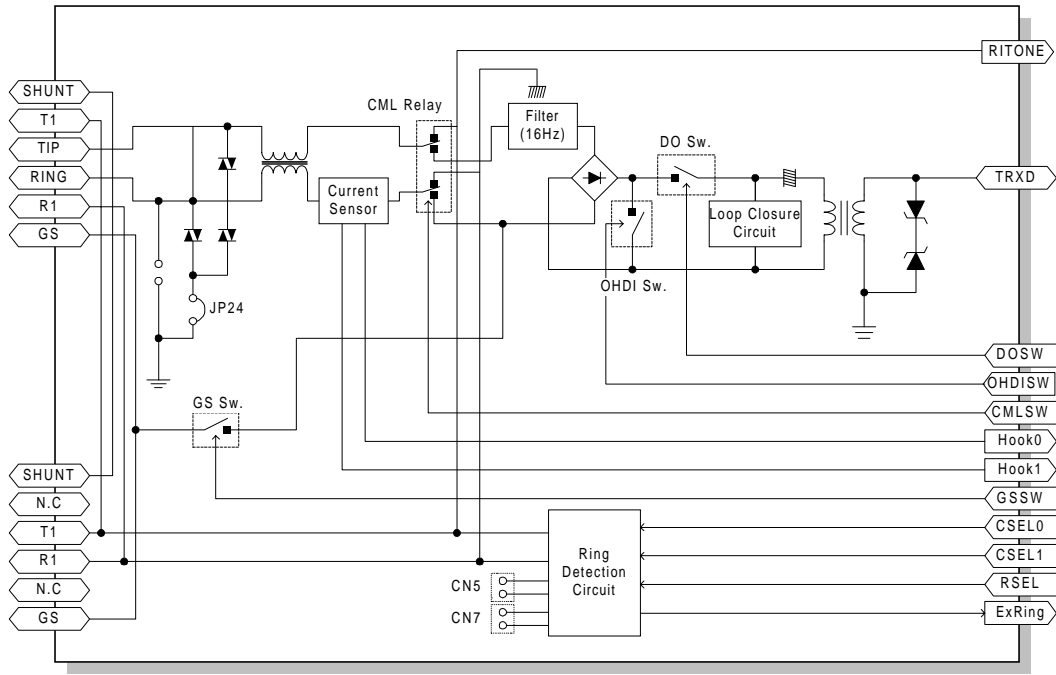 SHUNT
T1
TIP
RING
R1
GS
JP24
Current
Sensor
CML Relay
Filter
(16Hz)
DO Sw.
Loop Closure
Circuit
OHDI Sw.
GS Sw.
RITONE
TRXD
DOSW
OHDISW
CMLSW
Hook0
Hook1
GSSW
CSEL0
CSEL1
RSEL
ExRing
SHUNT
N.C
T1
R1
N.C
GS
CN5
CN7
Ring
Detection
Circuit